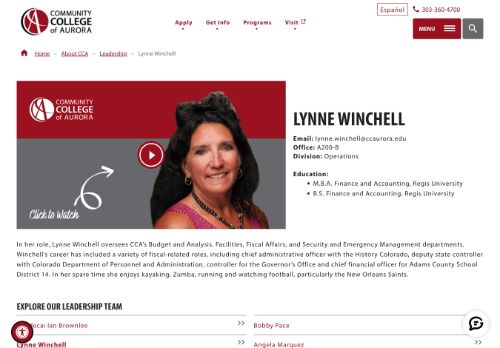 COMMUNITY
COLLEGE
of AURORA
Español
303-360-4700
Apply
Get Info
Programs
Visit
MENU
Home – About CCA – Leadership – Lynne Winchell
COMMUNITY
COLLEGE
of AURORA
Click to Watch
LYNNE WINCHELL
Email: lynne.winchell@ccaurora.edu
Office: A200-B
Division: Operations
Education:
• M.B.A. Finance and Accounting, Regis University
• B.S. Finance and Accounting, Regis University
In her role, Lynne Winchell oversees CCA's Budget and Analysis, Facilities, Fiscal Affairs, and Security and Emergency Management departments.
Winchell's career has included a variety of fiscal-related roles, including chief administrative officer with the History Colorado, deputy state controller
with Colorado Department of Personnel and Administration, controller for the Governor's Office and chief financial officer for Adams County School
District 14. In her spare time she enjoys kayaking, Zumba, running and watching football, particularly the New Orleans Saints.
EXPLORE OUR LEADERSHIP TEAM
Ian Brownlee
Bobby Pace
Lynne Winchell
Angela Marquez